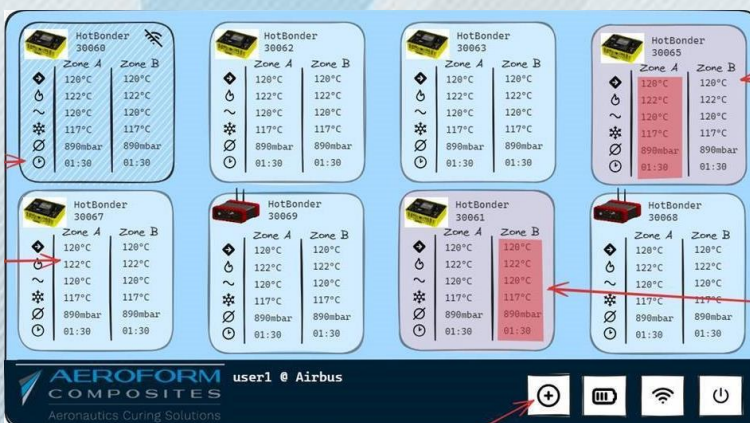 HotBonder
30060
Zone A Zone B
120°C 120°C
122°C 122°C
120°C 120°C
117°C 117°C
890mbar 890mbar
01:30 01:30
HotBonder
30062
Zone A Zone B
120°C 120°C
122°C 122°C
120°C 120°C
117°C 117°C
890mbar 890mbar
01:30 01:30
HotBonder
30063
Zone A Zone B
120°C 120°C
122°C 122°C
120°C 120°C
117°C 117°C
890mbar 890mbar
01:30 01:30
HotBonder
30065
Zone A Zone B
120°C 120°C
122°C 122°C
120°C 120°C
117°C 117°C
890mbar 890mbar
01:30 01:30
HotBonder
30067
Zone A Zone B
120°C 120°C
122°C 122°C
120°C 120°C
117°C 117°C
890mbar 890mbar
01:30 01:30
HotBonder
30069
Zone A Zone B
120°C 120°C
122°C 122°C
120°C 120°C
117°C 117°C
890mbar 890mbar
01:30 01:30
HotBonder
30061
Zone A Zone B
120°C 120°C
122°C 122°C
120°C 120°C
117°C 117°C
890mbar 890mbar
01:30 01:30
HotBonder
30068
Zone A Zone B
120°C 120°C
122°C 122°C
120°C 120°C
117°C 117°C
890mbar 890mbar
01:30 01:30
AEROFORM
COMPOSITES
Aeronautics Curing Solutions
user1 @ Airbus